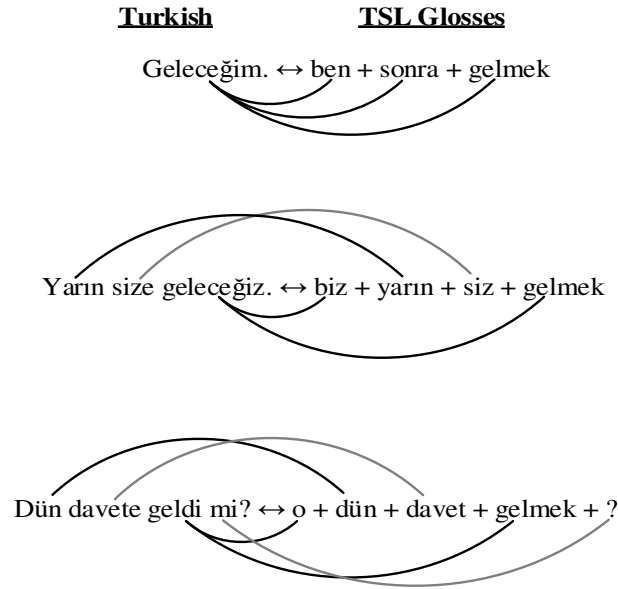 Turkish TSL Glosses
Geleceğim. ↔ ben + sonra + gelmek
Yarın size geleceğiz. ↔ biz + yarın + siz + gelmek
Dün davete geldi mi? ↔ o + dün + davet + gelmek + ?